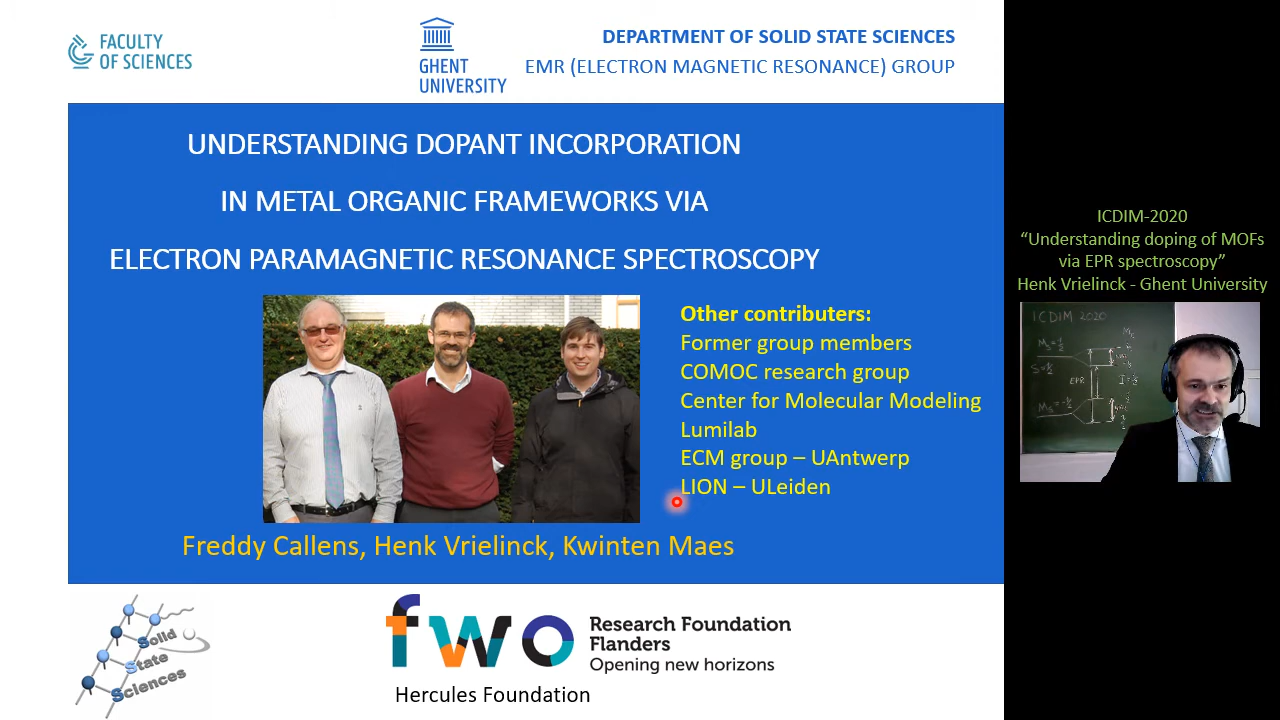 FACULTY
OF SCIENCES
GHENT
UNIVERSITY
DEPARTMENT OF SOLID STATE SCIENCES
EMR (ELECTRON MAGNETIC RESONANCE) GROUP
UNDERSTANDING DOPANT INCORPORATION
IN METAL ORGANIC FRAMEWORKS VIA
ELECTRON PARAMAGNETIC RESONANCE SPECTROSCOPY
Other contributers:
Former group members
COMOC research group
Center for Molecular Modeling
Lumilab
ECM group – UAntwerp
LION – ULeiden
Freddy Callens, Henk Vrielinck, Kwinten Maes
Solid
State
Sciences
fwo
Research Foundation
Flanders
Opening new horizons
Hercules Foundation
ICDIM-2020
“Understanding doping of MOFs
via EPR spectroscopy”
Henk Vrielinck - Ghent University
ICDIM 2020
EPR